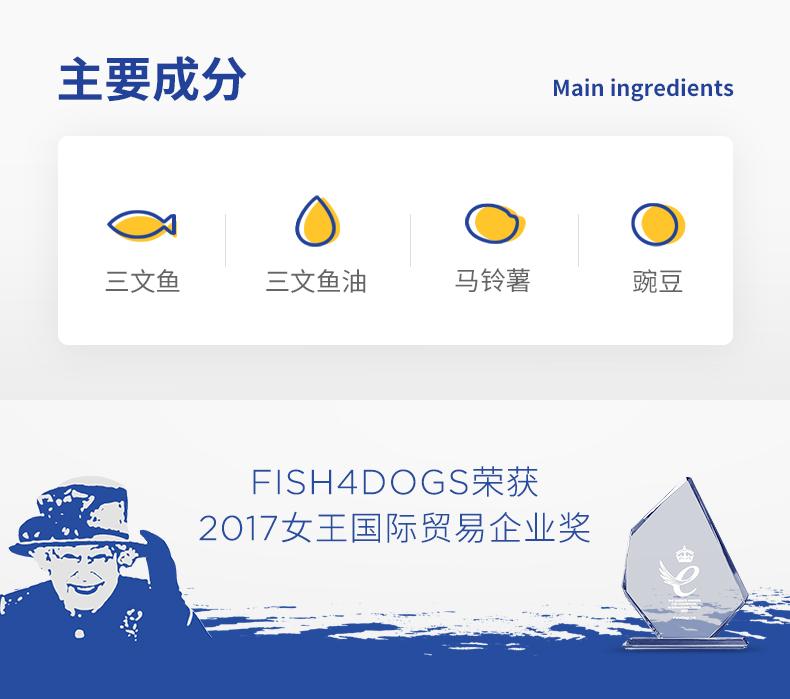 主要成分
Main ingredients
三文鱼
三文鱼油
马铃薯
豌豆
FISH4DOGS荣获
2017女王国际贸易企业奖